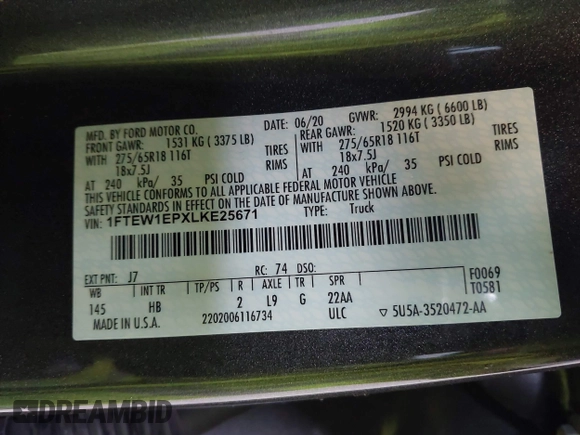 MFD. BY FORD MOTOR CO. DATE: 06/20 GVWR: 2994 KG ( 6600 LB)
FRONT GAWR: 1531 KG ( 3375 LB) REAR GAWR: 1520 KG ( 3350 LB)
WITH 275/65R18 116T TIRES WITH 275/65R18 116T TIRES
18x7.5J RIMS 18x7.5J RIMS
AT 240 kPa/ 35 PSI COLD AT 240 kPa/ 35 PSI COLD
THIS VEHICLE CONFORMS TO ALL APPLICABLE FEDERAL MOTOR VEHICLE
SAFETY STANDARDS IN EFFECT ON THE DATE OF MANUFACTURE SHOWN ABOVE.
VIN: 1FTEW1EPXLKE25671 TYPE: Truck
EXT PNT: J7 RC: 74 DSO: F0069
WB INT TR TP/PS R AXLE TR SPR T0581
145 HB 2 L9 G 22AA
MADE IN U.S.A. 2202006116734 ULC ▽ 5U5A-3520472-AA
DREAMBID